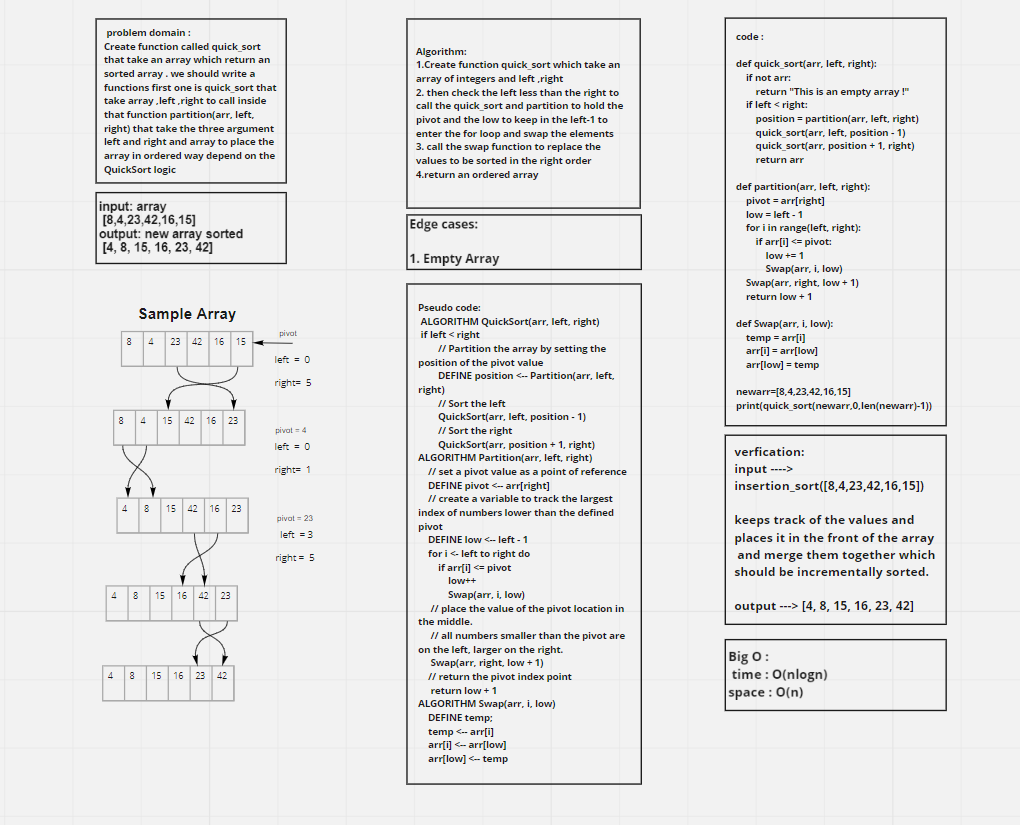 problem domain :
Create function called quick_sort
that take an array which return an
sorted array . we should write a
functions first one is quick_sort that
take array ,left ,right to call inside
that function partition(arr, left,
right) that take the three argument
left and right and array to place the
array in ordered way depend on the
QuickSort logic
input: array
[8,4,23,42,16,15]
output: new array sorted
[4, 8, 15, 16, 23, 42]
Sample Array
8 4 23 42 16 15
pivot
left = 0
right= 5
8 4 15 42 16 23
pivot = 4
left = 0
right= 1
4 8 15 42 16 23
pivot = 23
left = 3
right = 5
4 8 15 16 42 23
4 8 15 16 23 42
Algorithm:
1.Create function quick_sort which take an
array of integers and left ,right
2. then check the left less than the right to
call the quick_sort and partition to hold the
pivot and the low to keep in the left-1 to
enter the for loop and swap the elements
3. call the swap function to replace the
values to be sorted in the right order
4.return an ordered array
Edge cases:
1. Empty Array
Pseudo code:
ALGORITHM QuickSort(arr, left, right)
if left < right
// Partition the array by setting the
position of the pivot value
DEFINE position <-- Partition(arr, left,
right)
// Sort the left
QuickSort(arr, left, position - 1)
// Sort the right
QuickSort(arr, position + 1, right)
ALGORITHM Partition(arr, left, right)
// set a pivot value as a point of reference
DEFINE pivot <-- arr[right]
// create a variable to track the largest
index of numbers lower than the defined
pivot
DEFINE low <-- left - 1
for i <- left to right do
if arr[i] <= pivot
low++
Swap(arr, i, low)
// place the value of the pivot location in
the middle.
// all numbers smaller than the pivot are
on the left, larger on the right.
Swap(arr, right, low + 1)
// return the pivot index point
return low + 1
ALGORITHM Swap(arr, i, low)
DEFINE temp;
temp <-- arr[i]
arr[i] <-- arr[low]
arr[low] <-- temp
code :
def quick_sort(arr, left, right):
if not arr:
return "This is an empty array !"
if left < right:
position = partition(arr, left, right)
quick_sort(arr, left, position - 1)
quick_sort(arr, position + 1, right)
return arr
def partition(arr, left, right):
pivot = arr[right]
low = left - 1
for i in range(left, right):
if arr[i] <= pivot:
low += 1
Swap(arr, i, low)
Swap(arr, right, low + 1)
return low + 1
def Swap(arr, i, low):
temp = arr[i]
arr[i] = arr[low]
arr[low] = temp
newarr=[8,4,23,42,16,15]
print(quick_sort(newarr,0,len(newarr)-1))
verfication:
input ---->
insertion_sort([8,4,23,42,16,15])
keeps track of the values and
places it in the front of the array
and merge them together which
should be incrementally sorted.
output ---> [4, 8, 15, 16, 23, 42]
Big O :
time : O(nlogn)
space : O(n)